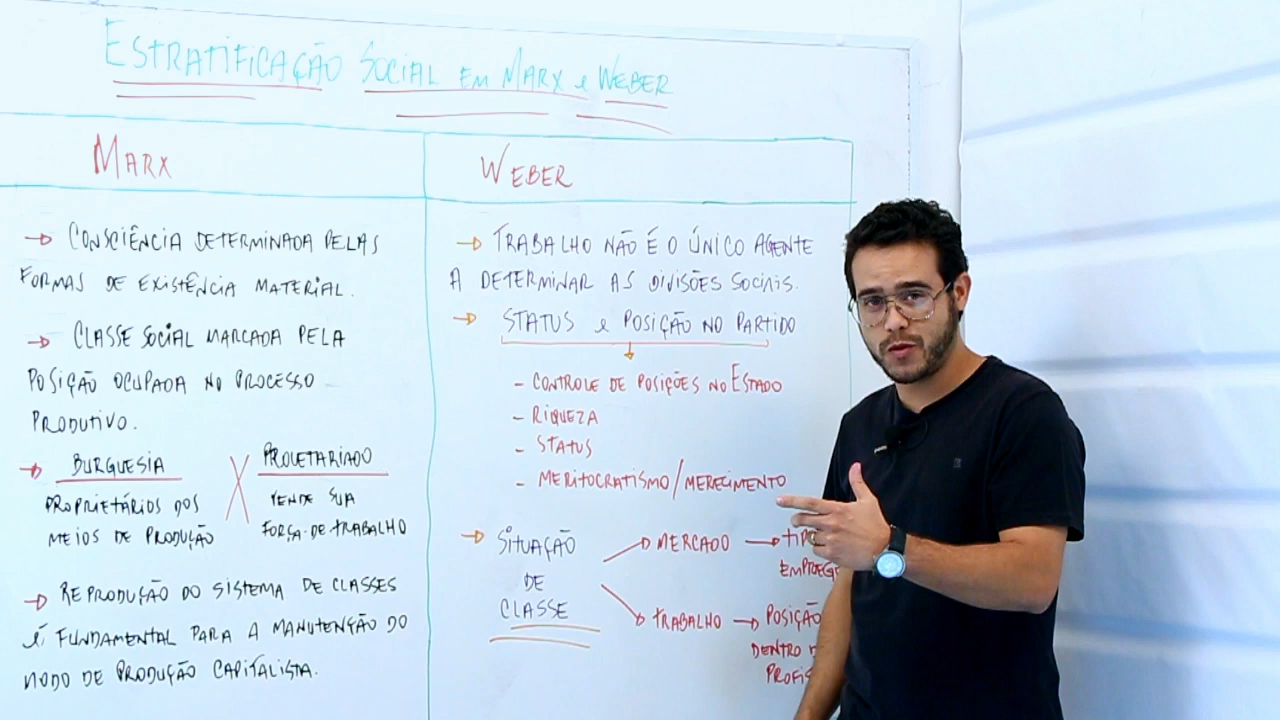 ESTRATIFICAÇÃO SOCIAL EM MARX e WEBER
MARX
→ CONSCIÊNCIA DETERMINADA PELAS
FORMAS DE EXISTÊNCIA MATERIAL.
→ CLASSE SOCIAL MARCADA PELA
POSIÇÃO OCUPADA NO PROCESSO
PRODUTIVO.
→ BURGUESIA X PROLETARIADO
PROPRIETÁRIOS DOS
MEIOS DE PRODUÇÃO
VENDE SUA
FORÇA-DE-TRABALHO
→ REPRODUÇÃO DO SISTEMA DE CLASSES
É FUNDAMENTAL PARA A MANUTENÇÃO DO
MODO DE PRODUÇÃO CAPITALISTA.
WEBER
→ TRABALHO NÃO É O ÚNICO AGENTE
A DETERMINAR AS DIVISÕES SOCIAIS.
→ STATUS e POSIÇÃO NO PARTIDO
- CONTROLE DE POSIÇÕES NO ESTADO
- RIQUEZA
- STATUS
- MERITOCRATISMO/MERECIMENTO
→ SITUAÇÃO
DE
CLASSE
→ MERCADO → TIPO
EMPREG
→ TRABALHO → POSIÇÃO
DENTRO
PROFIS